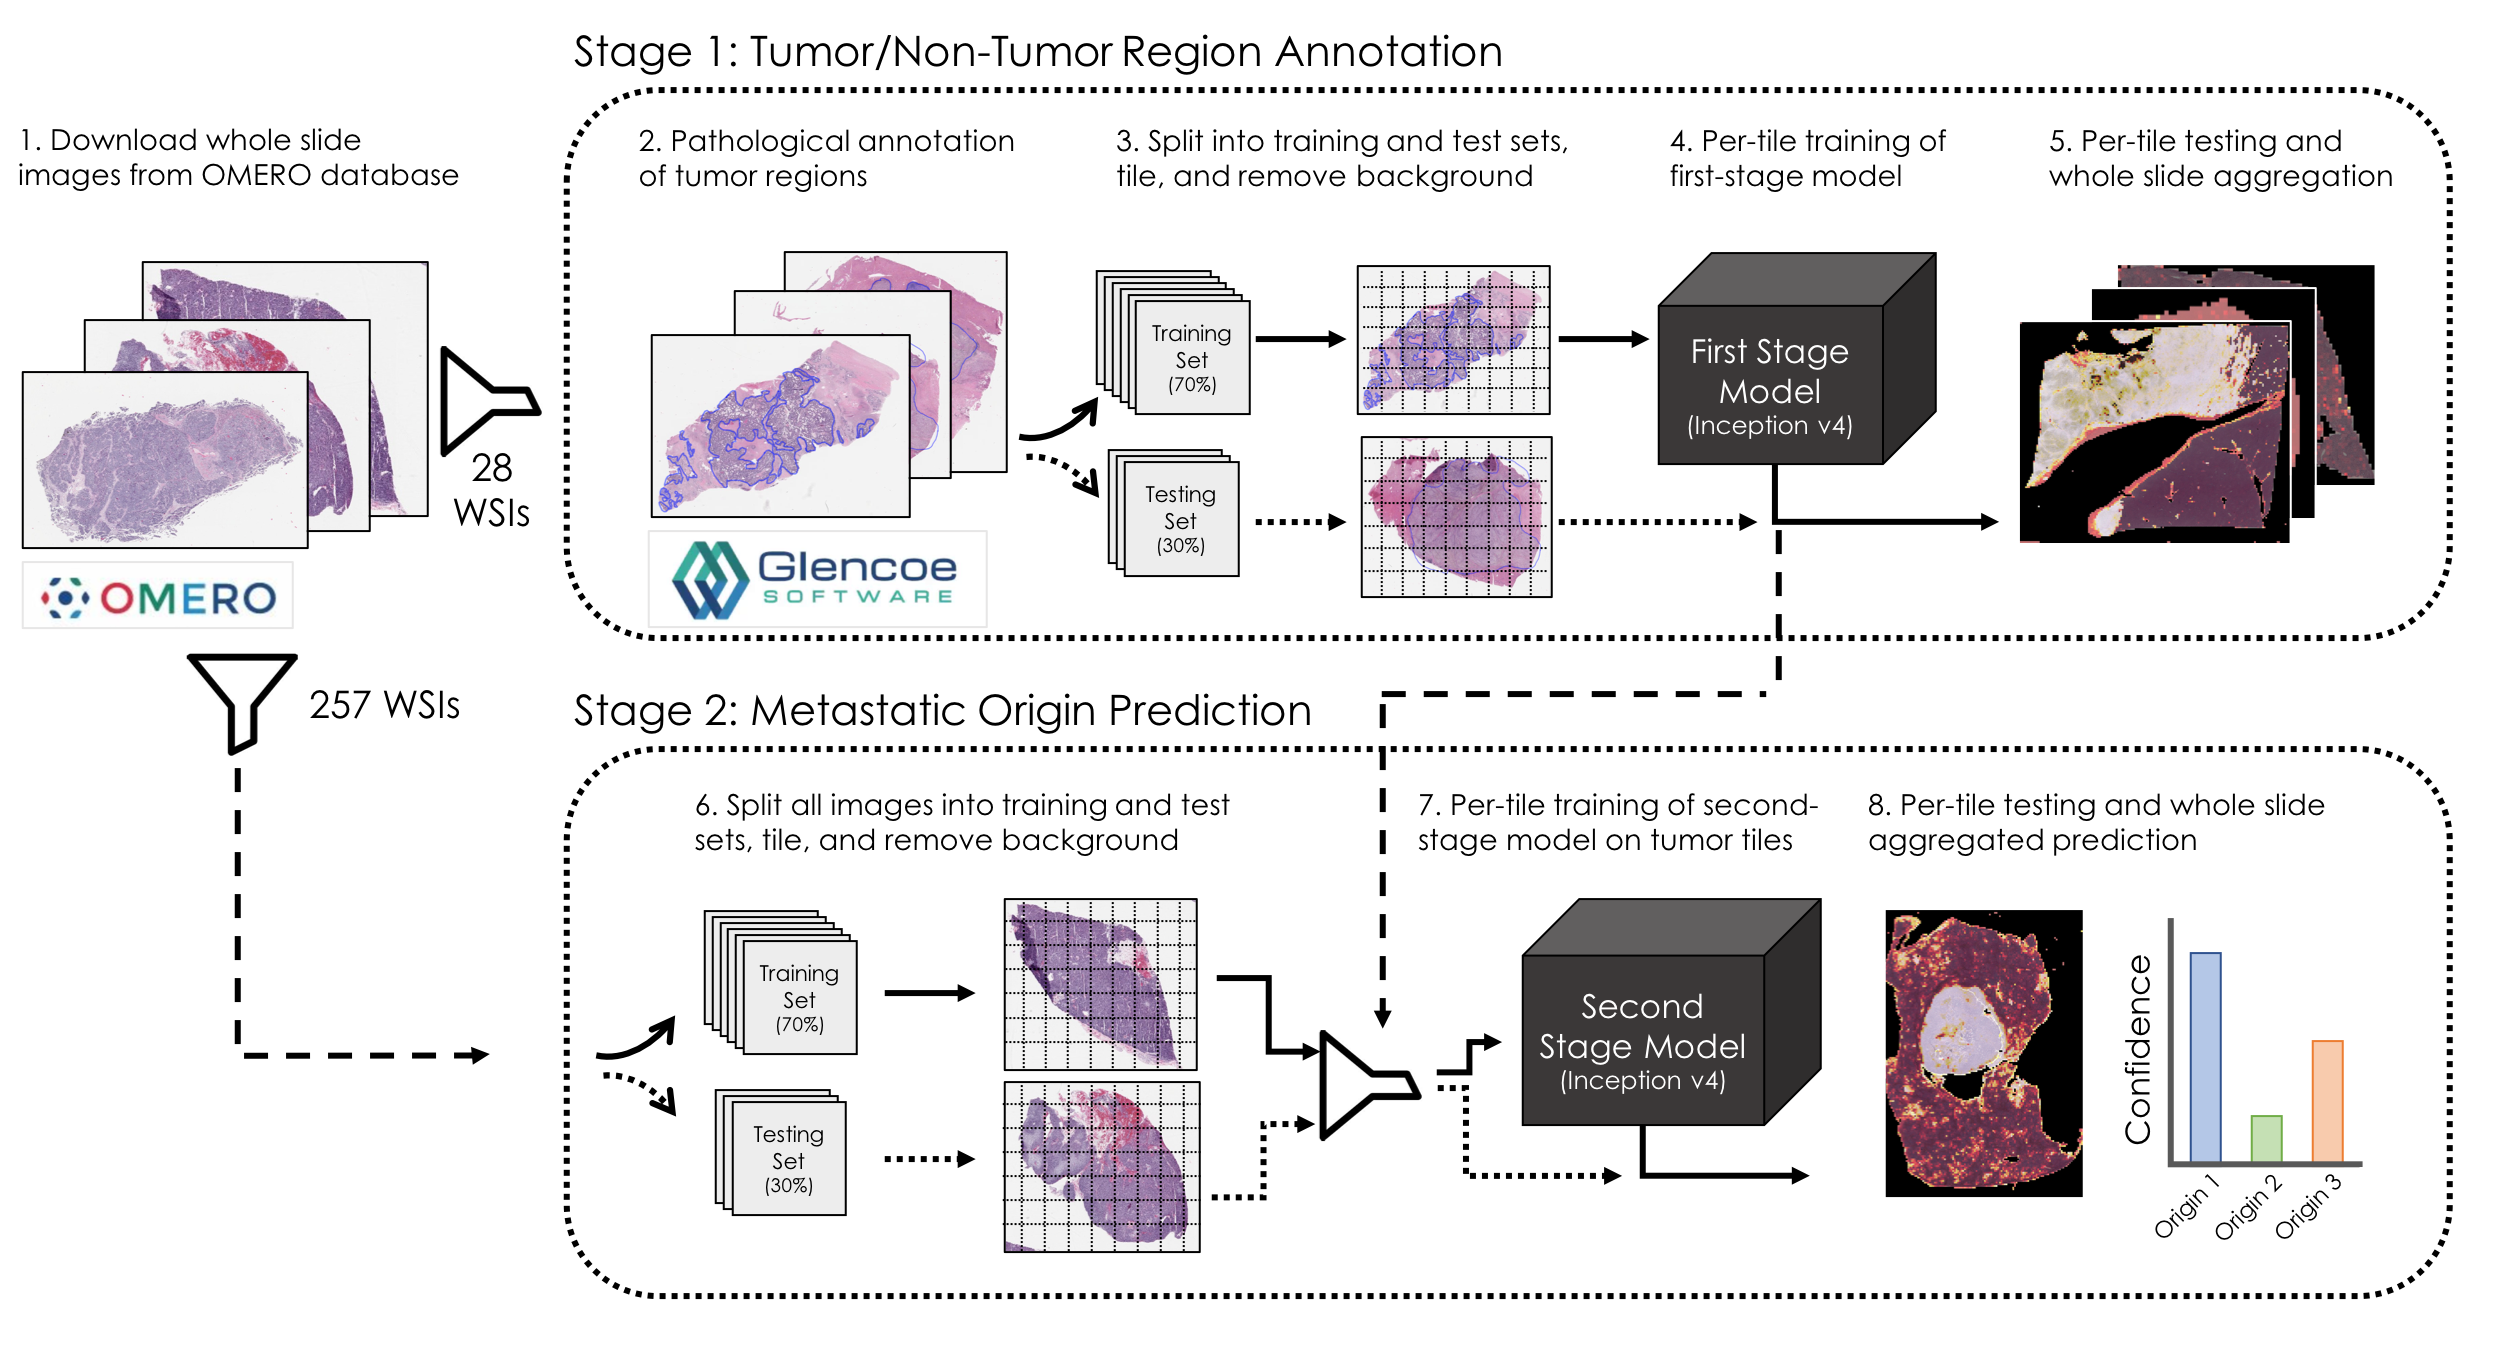 Stage 1: Tumor/Non-Tumor Region Annotation
1. Download whole slide
images from OMERO database
2. Pathological annotation
of tumor regions
3. Split into training and test sets,
tile, and remove background
4. Per-tile training of
first-stage model
5. Per-tile testing and
whole slide aggregation
Training
Set
(70%)
First Stage
Model
(Inception v4)
28
WSIs
Testing
Set
(30%)
OMERO
Glencoe
SOFTWARE
257 WSIs
Stage 2: Metastatic Origin Prediction
6. Split all images into training and test
sets, tile, and remove background
7. Per-tile training of second-
stage model on tumor tiles
8. Per-tile testing and whole slide
aggregated prediction
Training
Set
(70%)
Second
Stage Model
(Inception v4)
Testing
Set
(30%)
Confidence
Origin 1
Origin 2
Origin 3